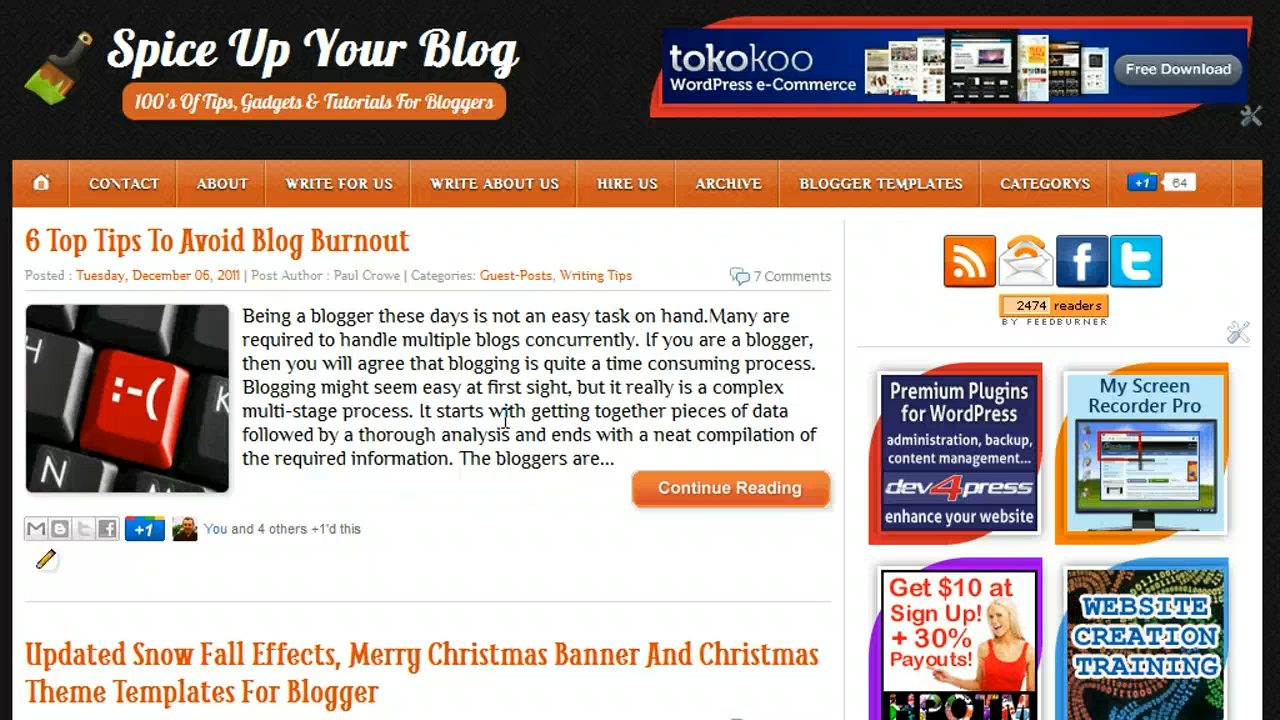 Spice Up Your Blog
100's Of Tips, Gadgets & Tutorials For Bloggers
tokokoo
WordPress e-Commerce
Free Download
CONTACT
ABOUT
WRITE FOR US
WRITE ABOUT US
HIRE US
ARCHIVE
BLOGGER TEMPLATES
CATEGORYS
+1
64
6 Top Tips To Avoid Blog Burnout
Posted : Tuesday, December 06, 2011 | Post Author : Paul Crowe | Categories: Guest-Posts, Writing Tips
7 Comments
H
:-(
K
N
M
Being a blogger these days is not an easy task on hand.Many are
required to handle multiple blogs concurrently. If you are a blogger,
then you will agree that blogging is quite a time consuming process.
Blogging might seem easy at first sight, but it really is a complex
multi-stage process. It starts with getting together pieces of data
followed by a thorough analysis and ends with a neat compilation of
the required information. The bloggers are...
Continue Reading
+1
You and 4 others +1'd this
Updated Snow Fall Effects, Merry Christmas Banner And Christmas
Theme Templates For Blogger
2474 readers
BY FEEDBURNER
Premium Plugins
for WordPress
administration, backup,
content management...
dev4press
enhance your website
My Screen
Recorder Pro
Get $10 at
Sign Up!
+ 30%
Payouts!
HPOTM
WEBSITE
CREATION
TRAINING